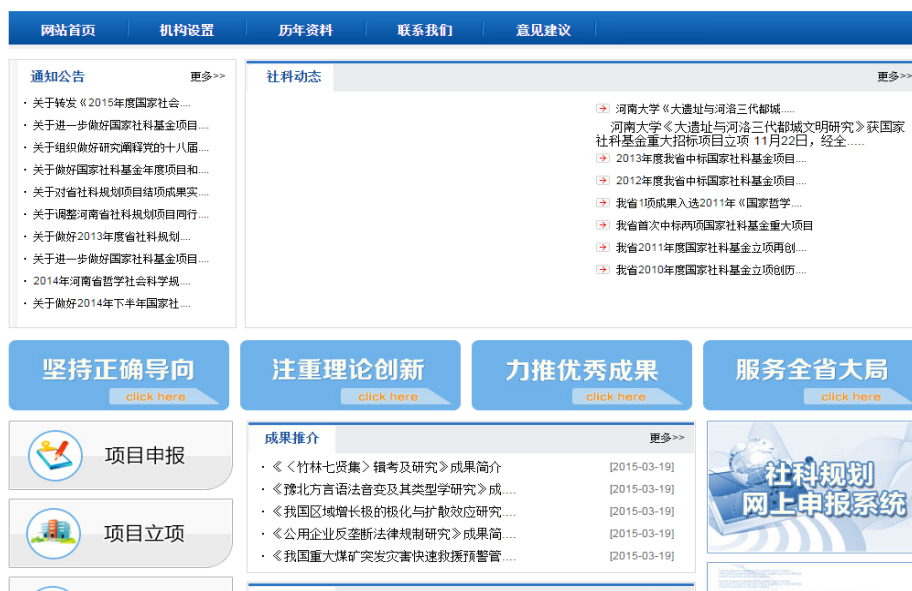 网站首页 机构设置 历年资料 联系我们 意见建议
通知公告 更多>>
· 关于转发《2015年度国家社会....
· 关于进一步做好国家社科基金项目....
· 关于组织做好研究阐释党的十八届....
· 关于做好国家社科基金年度项目和....
· 关于对省社科规划项目结项成果实....
· 关于调整河南省社科规划项目同行....
· 关于做好2013年度省社科规划....
· 关于进一步做好国家社科基金项目....
· 2014年河南省哲学社会科学规....
· 关于做好2014年下半年国家社....
社科动态 更多>>
河南大学《大遗址与河洛三代都城.....
河南大学《大遗址与河洛三代都城文明研究》获国家
社科基金重大招标项目立项 11月22日，经全.....
2013年度我省中标国家社科基金项目....
2012年度我省中标国家社科基金项目....
我省1项成果入选2011年《国家哲学....
我省首次中标两项国家社科基金重大项目
我省2011年度国家社科基金立项再创....
我省2010年度国家社科基金立项创历....
坚持正确导向
click here
注重理论创新
click here
力推优秀成果
click here
服务全省大局
click here
项目申报
项目立项
成果推介 更多>>
· 《〈竹林七贤集〉辑考及研究》成果简介 [2015-03-19]
· 《豫北方言语法音变及其类型学研究》成.... [2015-03-19]
· 《我国区域增长极的极化与扩散效应研究.... [2015-03-19]
· 《公用企业反垄断法律规制研究》成果简.... [2015-03-19]
· 《我国重大煤矿突发灾害快速救援预警管.... [2015-03-19]
社科规划
网上申报系统